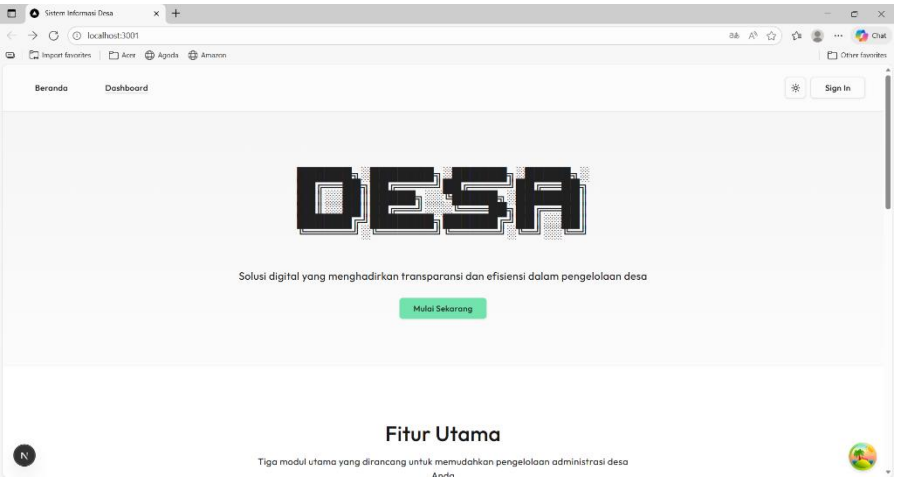 Sistem Informasi Desa
localhost:3001
Chat
Import favorites
Acer
Agoda
Amazon
Other favorites
Beranda
Dashboard
Sign In
DESA
Solusi digital yang menghadirkan transparansi dan efisiensi dalam pengelolaan desa
Mulai Sekarang
Fitur Utama
Tiga modul utama yang dirancang untuk memudahkan pengelolaan administrasi desa
Anda
N